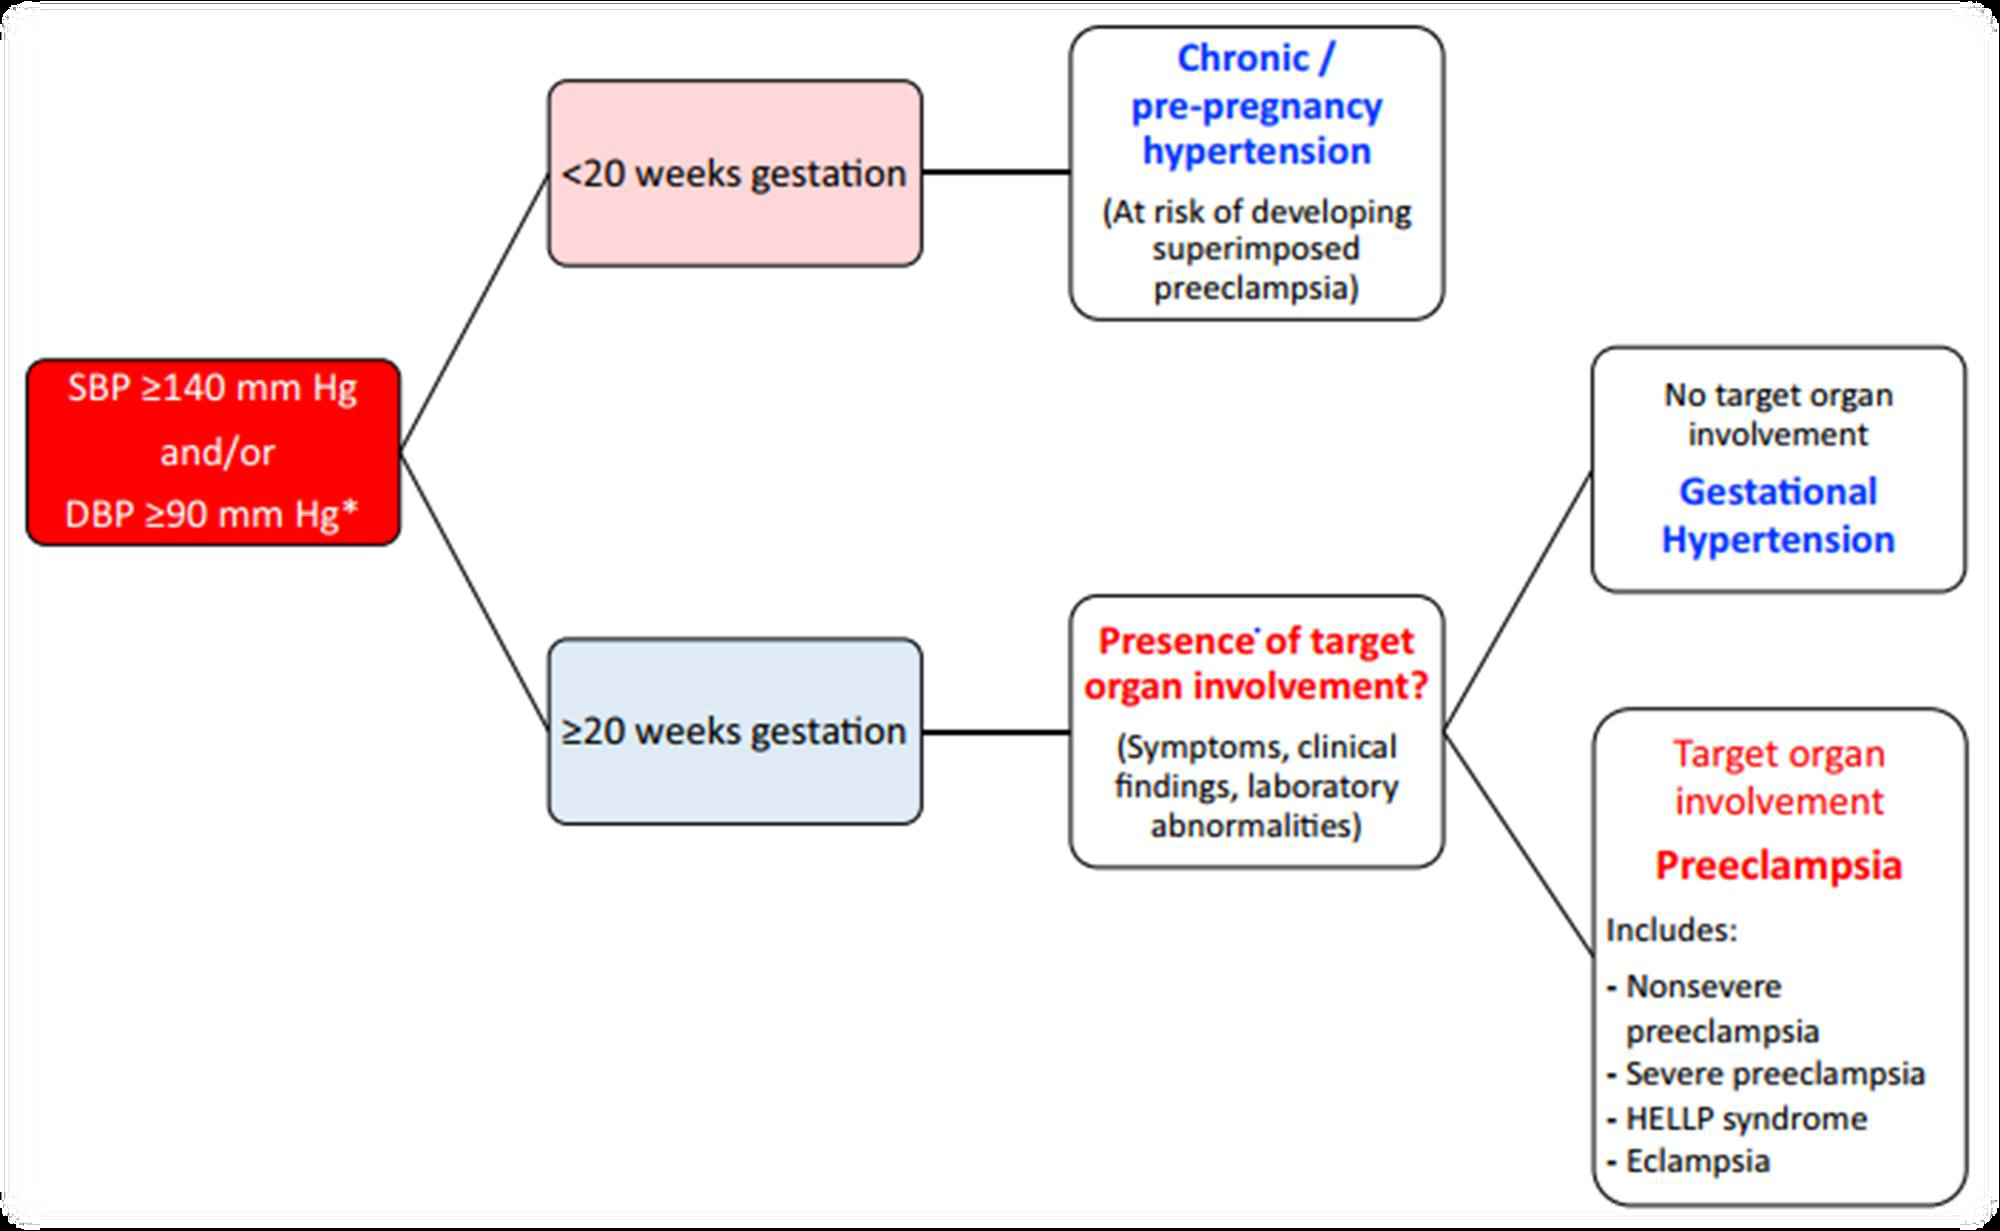 SBP ≥140 mm Hg
and/or
DBP ≥90 mm Hg*
<20 weeks gestation
Chronic /
pre-pregnancy
hypertension
(At risk of developing
superimposed
preeclampsia)
≥20 weeks gestation
Presence of target
organ involvement?
(Symptoms, clinical
findings, laboratory
abnormalities)
No target organ
involvement
Gestational
Hypertension
Target organ
involvement
Preeclampsia
Includes:
- Nonsevere
preeclampsia
- Severe preeclampsia
- HELLP syndrome
- Eclampsia